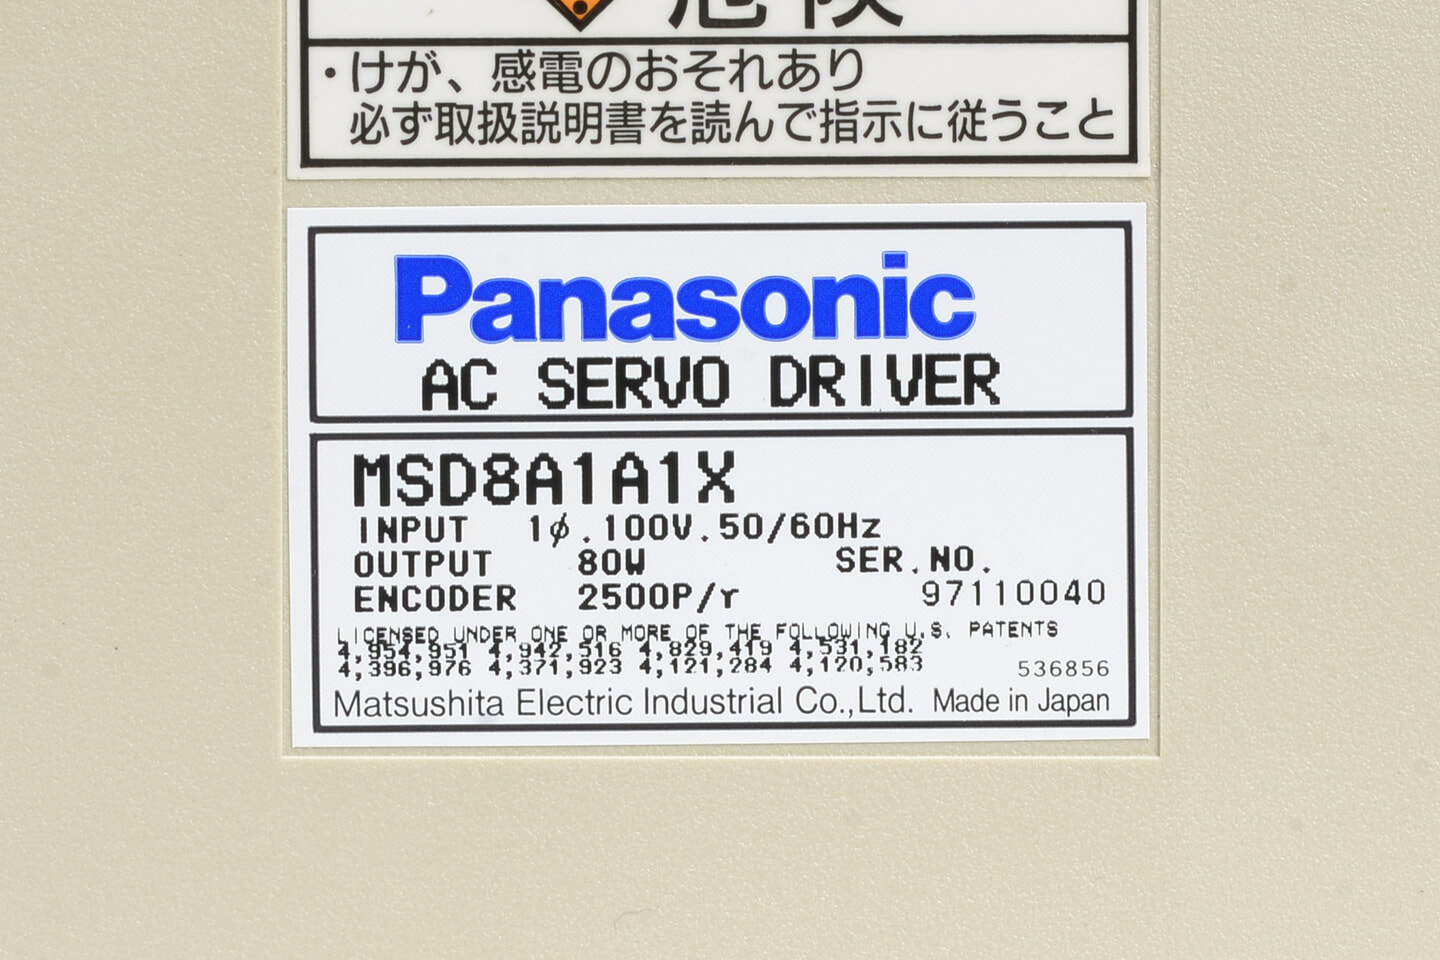 危険
・けが、感電のおそれあり
必ず取扱説明書を読んで指示に従うこと
Panasonic
AC SERVO DRIVER
MSD8A1A1X
INPUT 1φ.100V.50/60Hz
OUTPUT 80W SER.NO.
ENCODER 2500P/r 97110040
LICENSED UNDER ONE OR MORE OF THE FOLLOWING U.S. PATENTS
4,954,951 4,942,516 4,829,419 4,531,182
4,396,976 4,371,923 4,121,284 4,120,583 536856
Matsushita Electric Industrial Co.,Ltd. Made in Japan